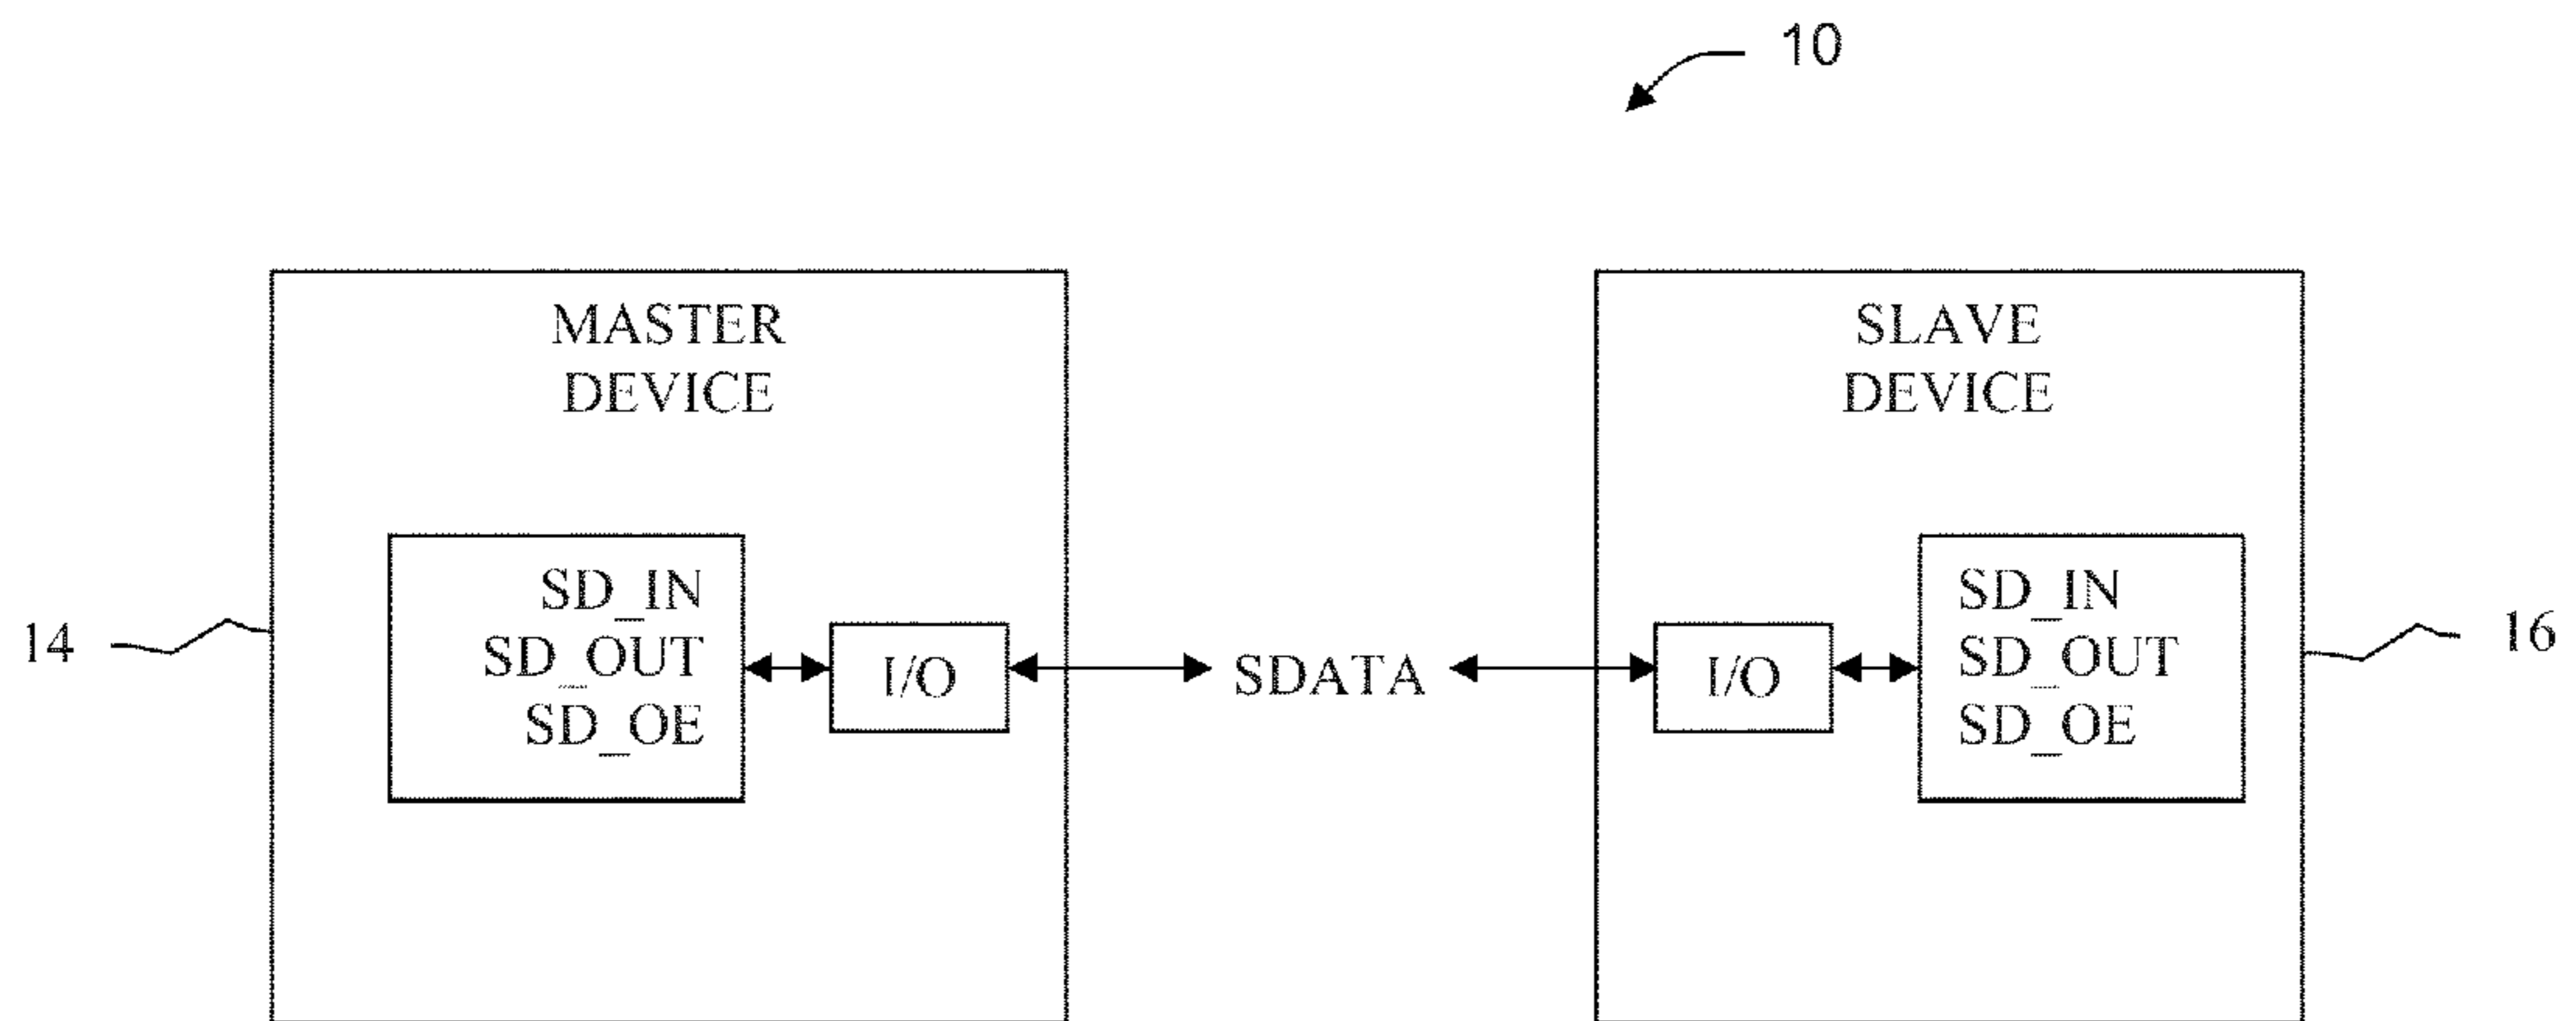 10
MASTER
DEVICE
SLAVE
DEVICE
14
SD_IN
SD_OUT
SD_OE
I/O
SDATA
I/O
SD_IN
SD_OUT
SD_OE
16